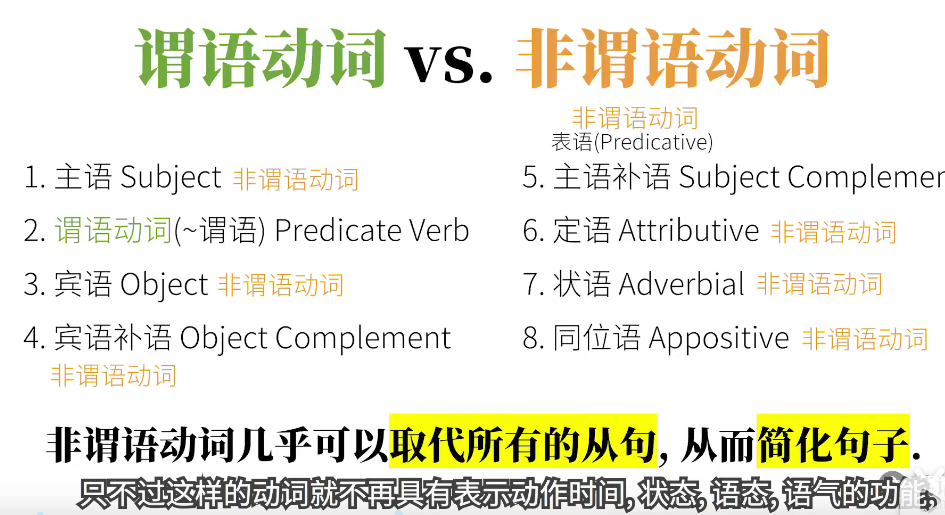 谓语动词 vs. 非谓语动词
非谓语动词
表语(Predicative)
1. 主语 Subject 非谓语动词
2. 谓语动词(~谓语) Predicate Verb
3. 宾语 Object 非谓语动词
4. 宾语补语 Object Complement
非谓语动词
5. 主语补语 Subject Complemen
6. 定语 Attributive 非谓语动词
7. 状语 Adverbial 非谓语动词
8. 同位语 Appositive 非谓语动词
非谓语动词几乎可以取代所有的从句, 从而简化句子.
只不过这样的动词就不再具有表示动作时间, 状态, 语态, 语气的功能